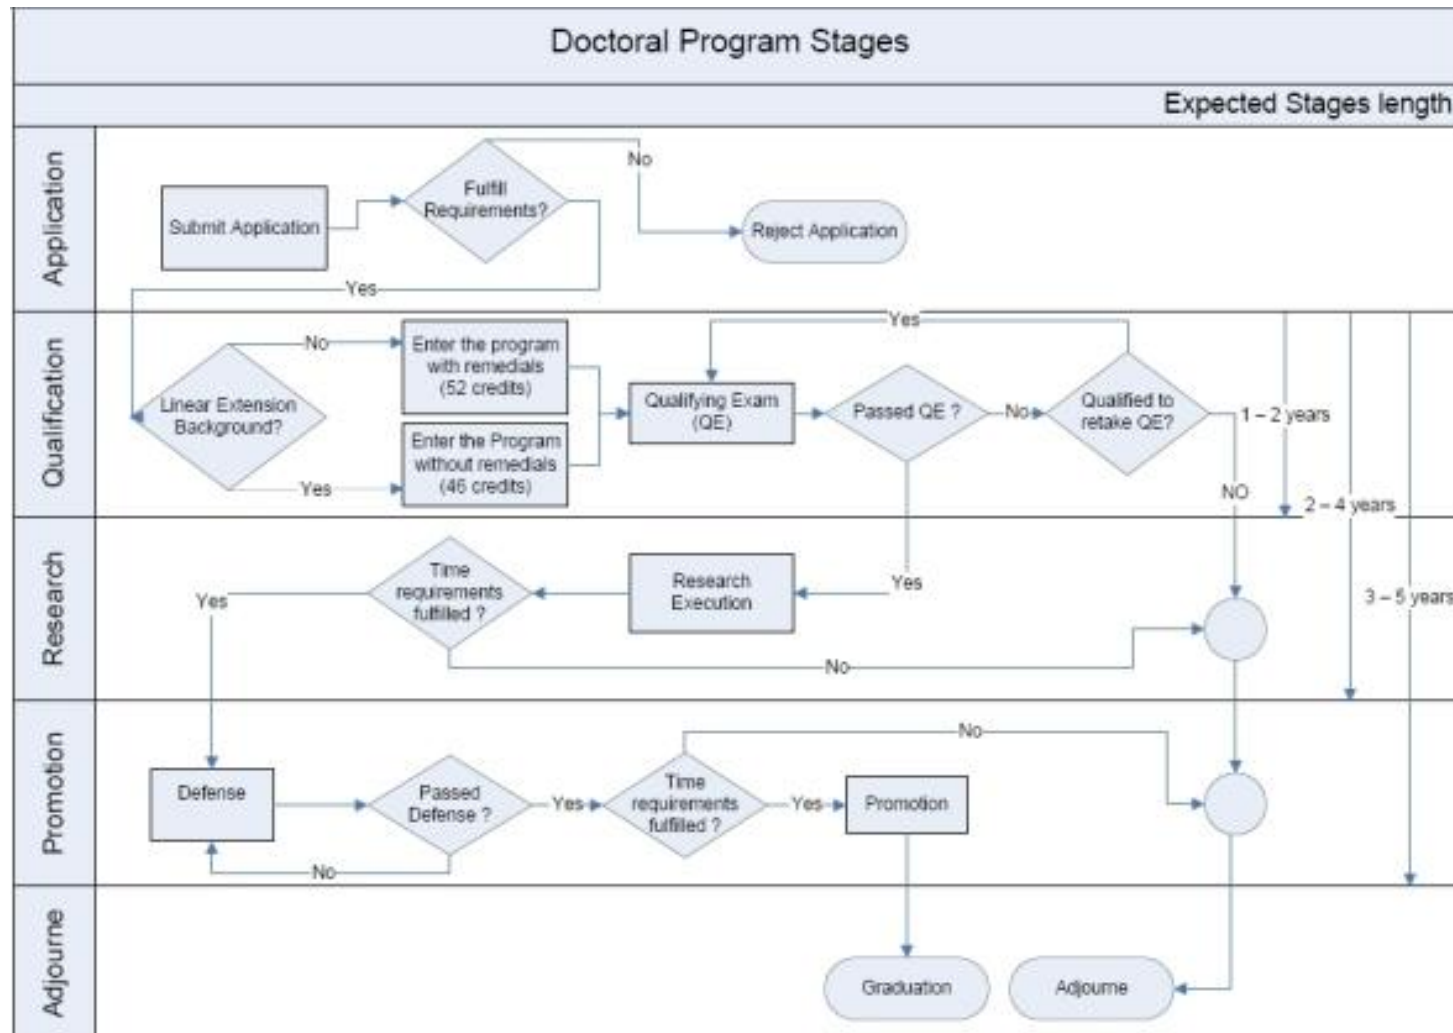 Doctoral Program Stages
Expected Stages length
Application
Submit Application
Fulfill
Requirements?
No
Reject Application
Yes
Qualification
Linear Extension
Background?
No
Yes
Enter the program
with remedials
(52 credits)
Enter the Program
without remedials
(46 credits)
Qualifying Exam
(QE)
Passed QE ?
No
Qualified to
retake QE?
Yes
NO
1 – 2 years
2 – 4 years
3 – 5 years
Research
Yes
Time
requirements
fulfilled ?
Research
Execution
Yes
No
Promotion
Defense
Passed
Defense ?
No
Yes
Time
requirements
fulfilled ?
No
Yes
Promotion
Adjourne
Graduation
Adjourne